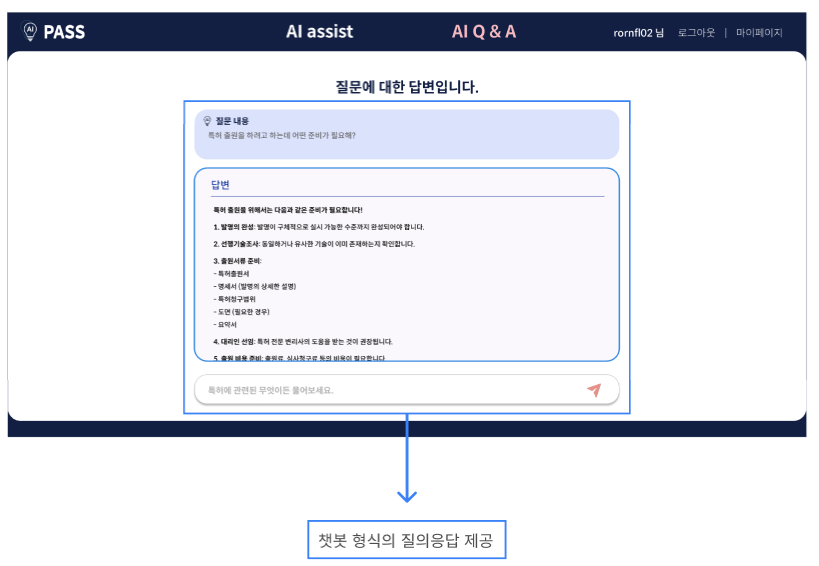 AI PASS
AI assist
AI Q & A
rornfl02 님 로그아웃 | 마이페이지
질문에 대한 답변입니다.
질문 내용
특허 출원을 하려고 하는데 어떤 준비가 필요해?
답변
특허 출원을 위해서는 다음과 같은 준비가 필요합니다!
1. 발명의 완성: 발명이 구체적으로 실시 가능한 수준까지 완성되어야 합니다.
2. 선행기술조사: 동일하거나 유사한 기술이 이미 존재하는지 확인합니다.
3. 출원서류 준비:
- 특허출원서
- 명세서 (발명의 상세한 설명)
- 특허청구범위
- 도면 (필요한 경우)
- 요약서
4. 대리인 선임: 특허 전문 변리사의 도움을 받는 것이 권장됩니다.
5. 출원 비용 준비: 출원료, 심사청구료 등의 비용이 필요합니다
특허에 관련된 무엇이든 물어보세요.
챗봇 형식의 질의응답 제공